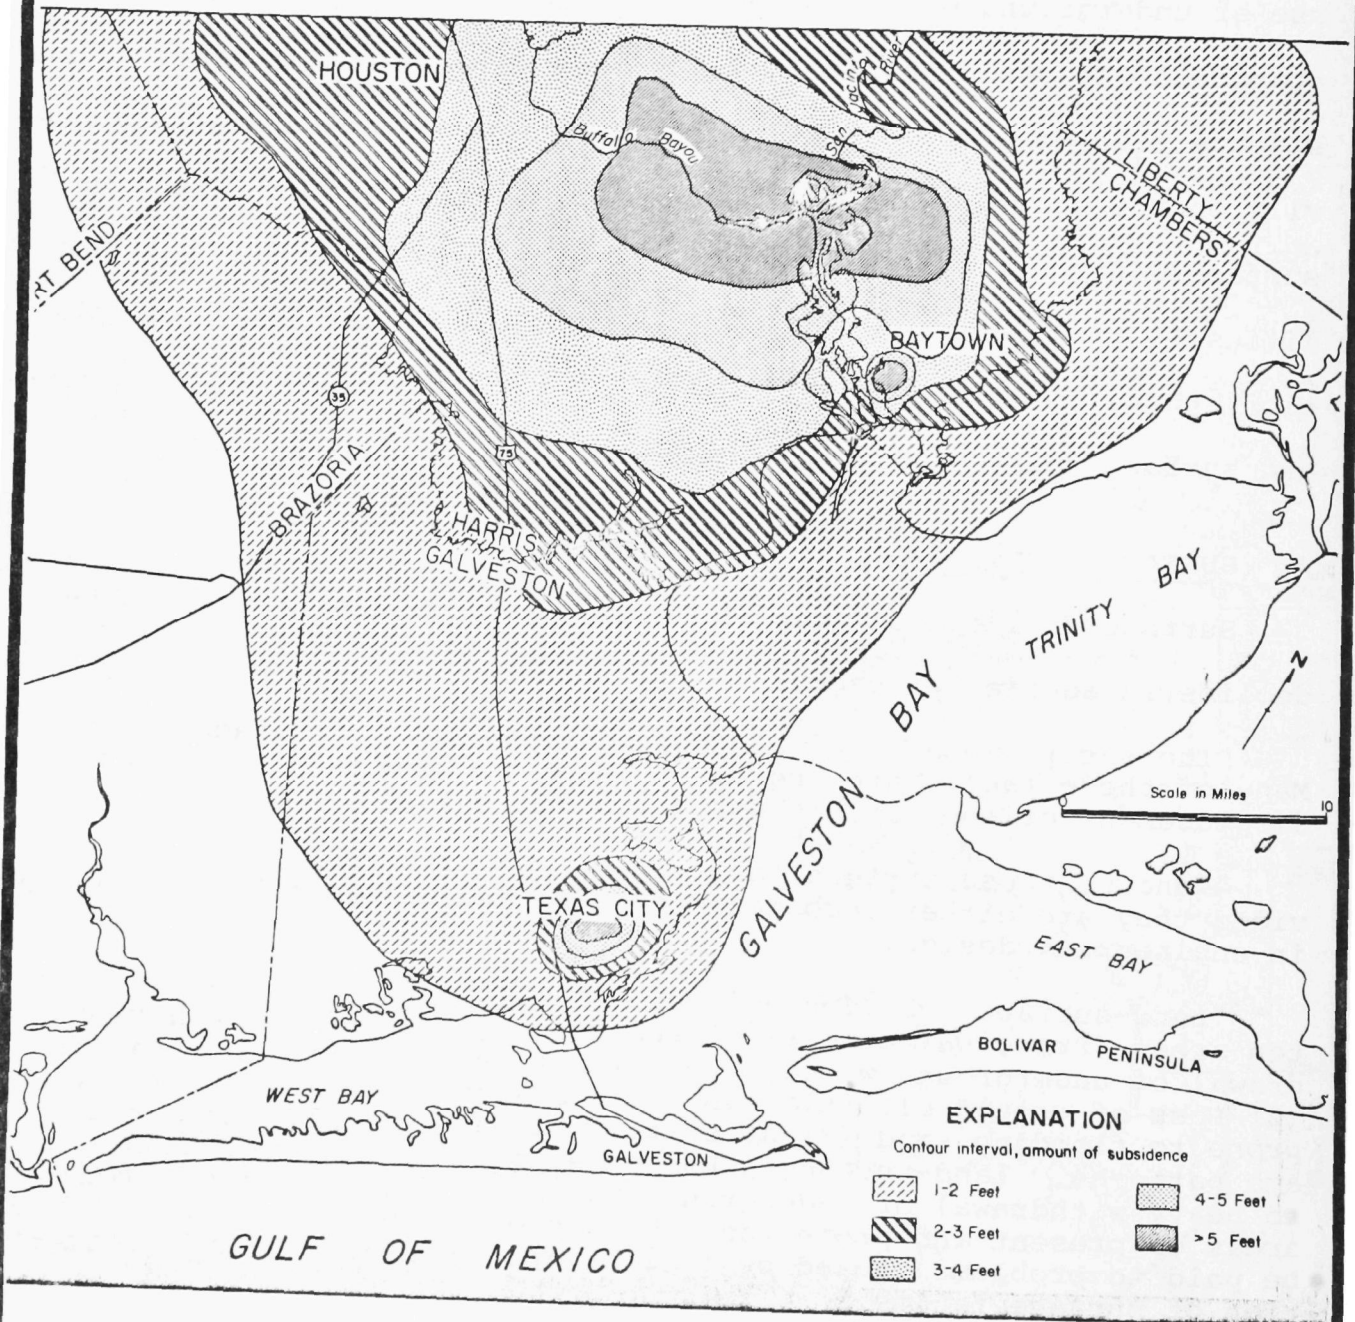 HOUSTON
Buffalo Bayou
San Jacinto River
LIBERTY
CHAMBERS
RT BEND
BAYTOWN
35
75
BRAZORIA
HARRIS
GALVESTON
TRINITY BAY
N
GALVESTON BAY
Scale in Miles
0 10
TEXAS CITY
EAST BAY
BOLIVAR PENINSULA
WEST BAY
GALVESTON
GULF OF MEXICO
EXPLANATION
Contour interval, amount of subsidence
1-2 Feet
2-3 Feet
3-4 Feet
4-5 Feet
>5 Feet